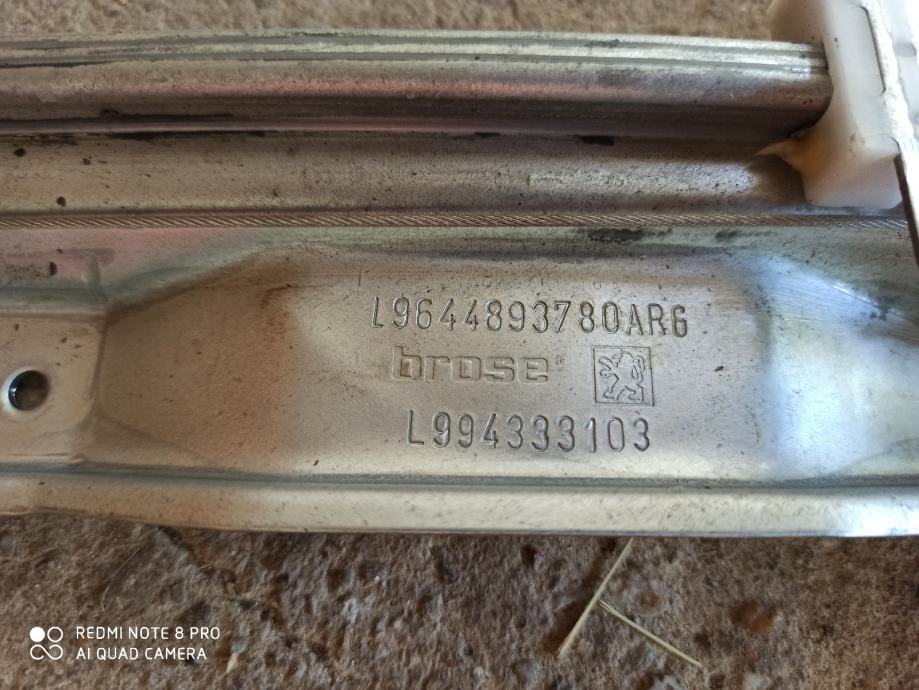 L9644893780AR6
brose
L994333103
REDMI NOTE 8 PRO
AI QUAD CAMERA